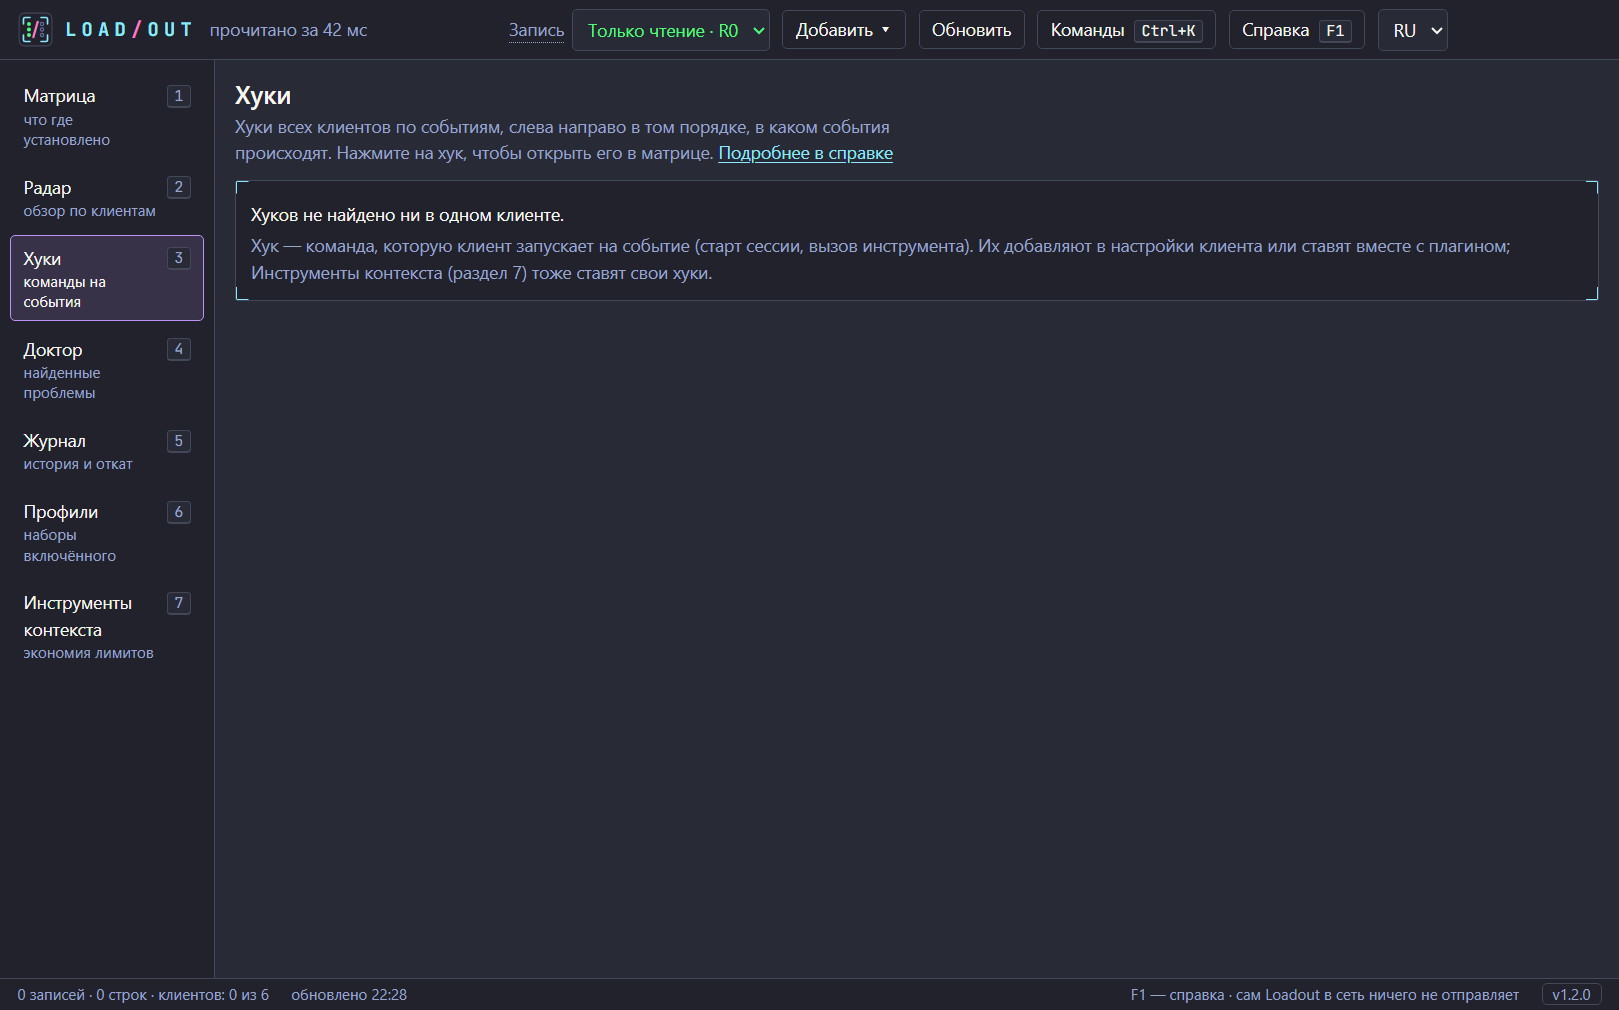 LOAD/OUT прочитано за 42 мс Запись Только чтение · R0 Добавить Обновить Команды Ctrl+K Справка F1 RU
Матрица 1
что где
установлено
Радар 2
обзор по клиентам
Хуки 3
команды на
события
Доктор 4
найденные
проблемы
Журнал 5
история и откат
Профили 6
наборы
включённого
Инструменты 7
контекста
экономия лимитов
Хуки
Хуки всех клиентов по событиям, слева направо в том порядке, в каком события
происходят. Нажмите на хук, чтобы открыть его в матрице. Подробнее в справке
Хуков не найдено ни в одном клиенте.
Хук — команда, которую клиент запускает на событие (старт сессии, вызов инструмента). Их добавляют в настройки клиента или ставят вместе с плагином;
Инструменты контекста (раздел 7) тоже ставят свои хуки.
0 записей · 0 строк · клиентов: 0 из 6 обновлено 22:28 F1 — справка · сам Loadout в сеть ничего не отправляет v1.2.0